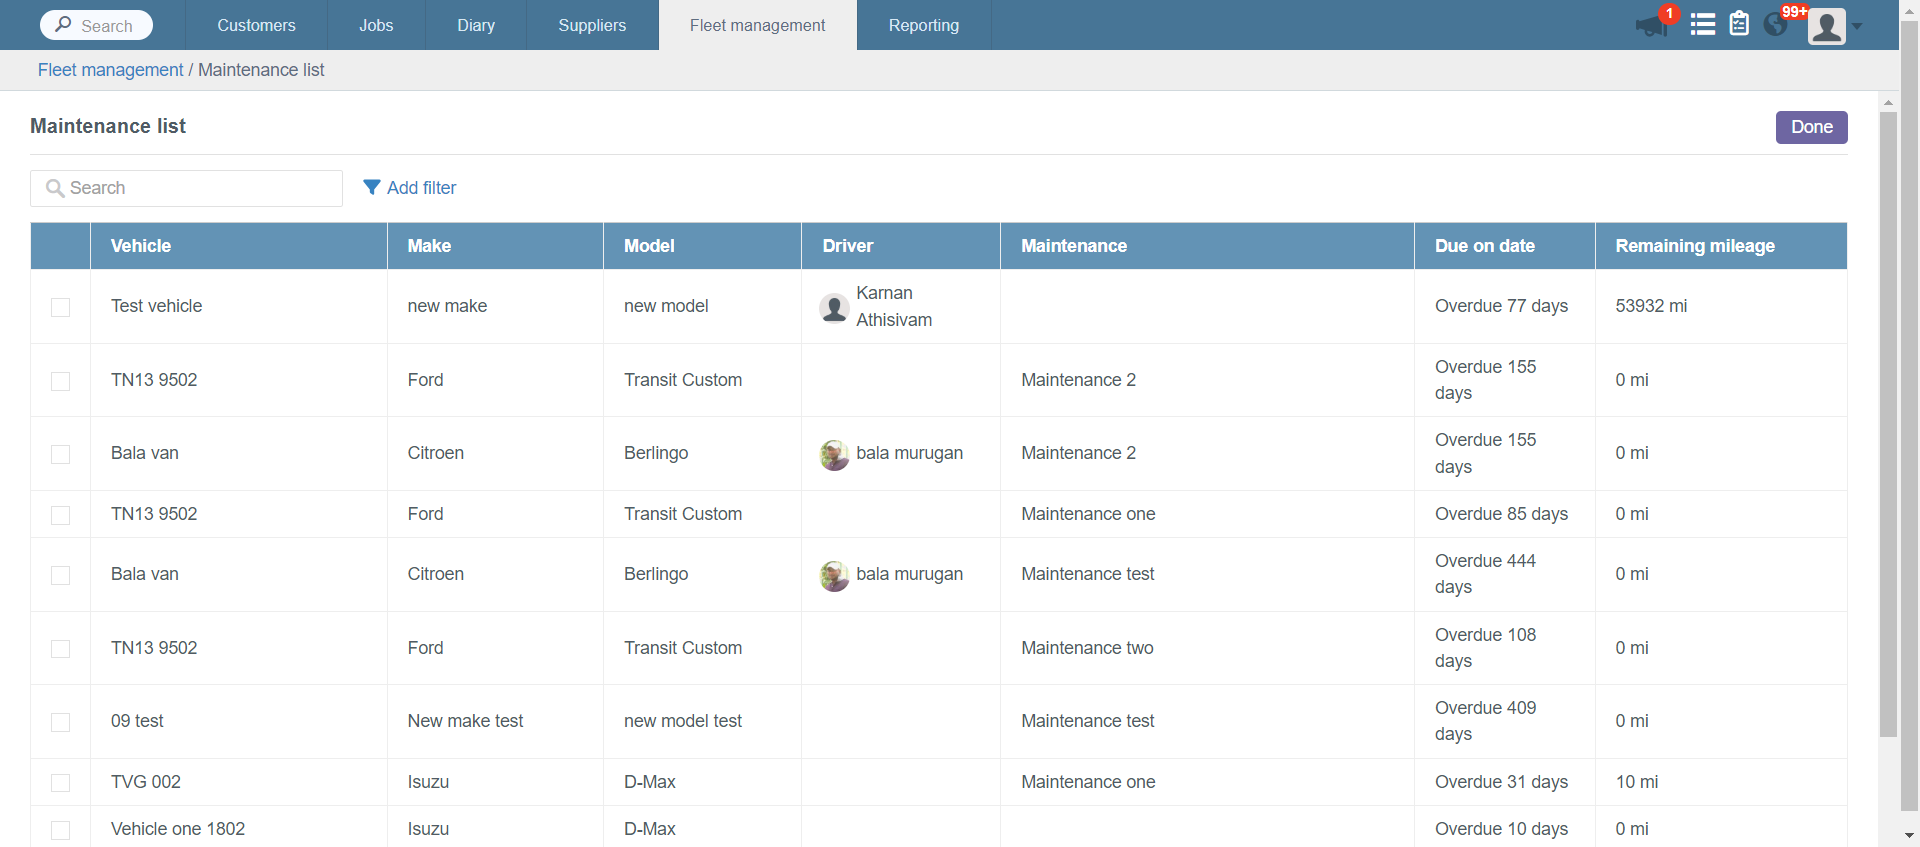 Search Customers Jobs Diary Suppliers Fleet management Reporting 1 99+
Fleet management / Maintenance list
Maintenance list Done
Search Add filter
Vehicle Make Model Driver Maintenance Due on date Remaining mileage
Test vehicle new make new model Karnan Athisivam Overdue 77 days 53932 mi
TN13 9502 Ford Transit Custom Maintenance 2 Overdue 155 days 0 mi
Bala van Citroen Berlingo bala murugan Maintenance 2 Overdue 155 days 0 mi
TN13 9502 Ford Transit Custom Maintenance one Overdue 85 days 0 mi
Bala van Citroen Berlingo bala murugan Maintenance test Overdue 444 days 0 mi
TN13 9502 Ford Transit Custom Maintenance two Overdue 108 days 0 mi
09 test New make test new model test Maintenance test Overdue 409 days 0 mi
TVG 002 Isuzu D-Max Maintenance one Overdue 31 days 10 mi
Vehicle one 1802 Isuzu D-Max Overdue 10 days 0 mi